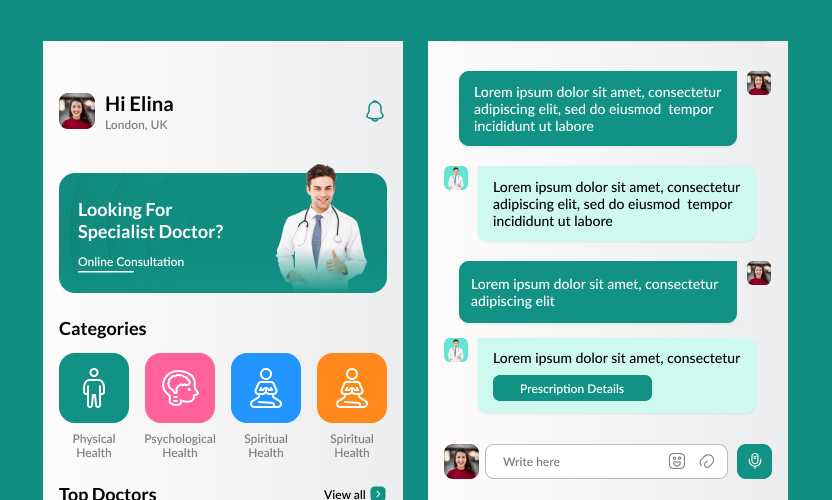 Hi Elina
London, UK
Looking For
Specialist Doctor?
Online Consultation
Categories
Physical
Health
Psychological
Health
Spiritual
Health
Spiritual
Health
Top Doctors
View all
Lorem ipsum dolor sit amet, consectetur
adipiscing elit, sed do eiusmod  tempor
incididunt ut labore
Lorem ipsum dolor sit amet, consectetur
adipiscing elit, sed do eiusmod  tempor
incididunt ut labore
Lorem ipsum dolor sit amet, consectetur
adipiscing elit
Lorem ipsum dolor sit amet, consectetur
Prescription Details
Write here